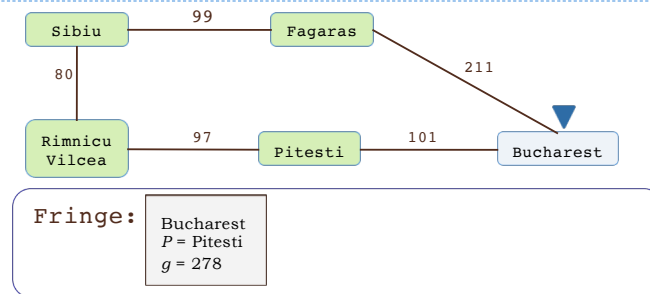 99
Sibiu
Fagaras
80
211
Rimnicu
Vilcea
97
Pitesti
101
Bucharest
Fringe:
Bucharest
P = Pitesti
g = 278